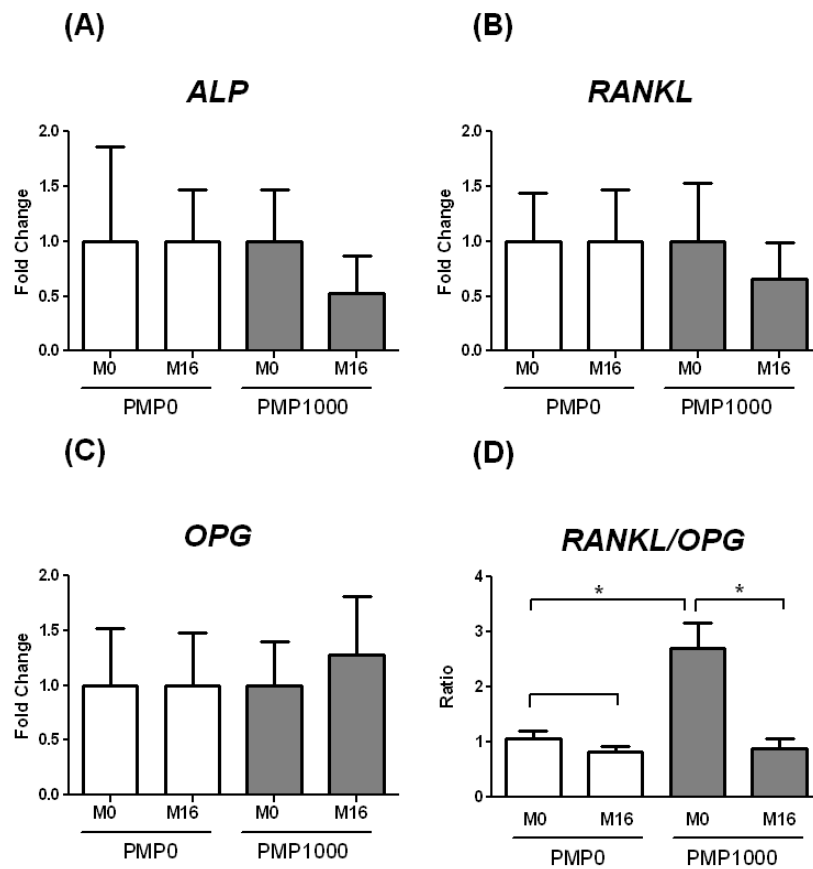 (A)
ALP
2.0
1.5
1.0
0.5
0.0
Fold Change
M0 M16 M0 M16
PMP0 PMP1000
(B)
RANKL
2.0
1.5
1.0
0.5
0.0
Fold Change
M0 M16 M0 M16
PMP0 PMP1000
(C)
OPG
2.0
1.5
1.0
0.5
0.0
Fold Change
M0 M16 M0 M16
PMP0 PMP1000
(D)
RANKL/OPG
4
3
2
1
0
Ratio
* *
M0 M16 M0 M16
PMP0 PMP1000